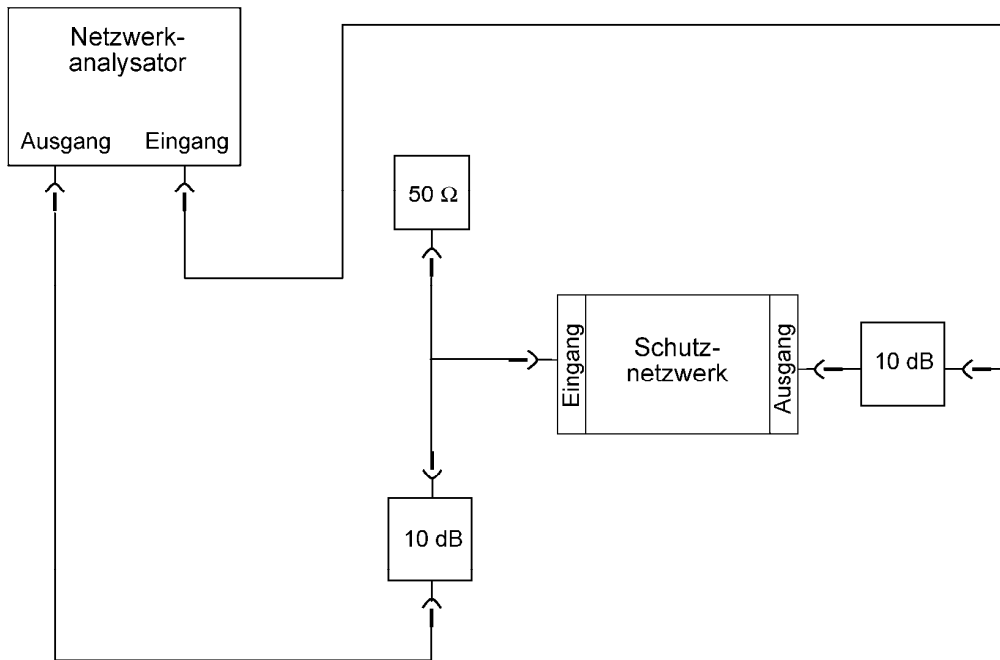 Netzwerk-
analysator
Ausgang Eingang
50 Ω
Eingang
Schutz-
netzwerk
Ausgang
10 dB
10 dB